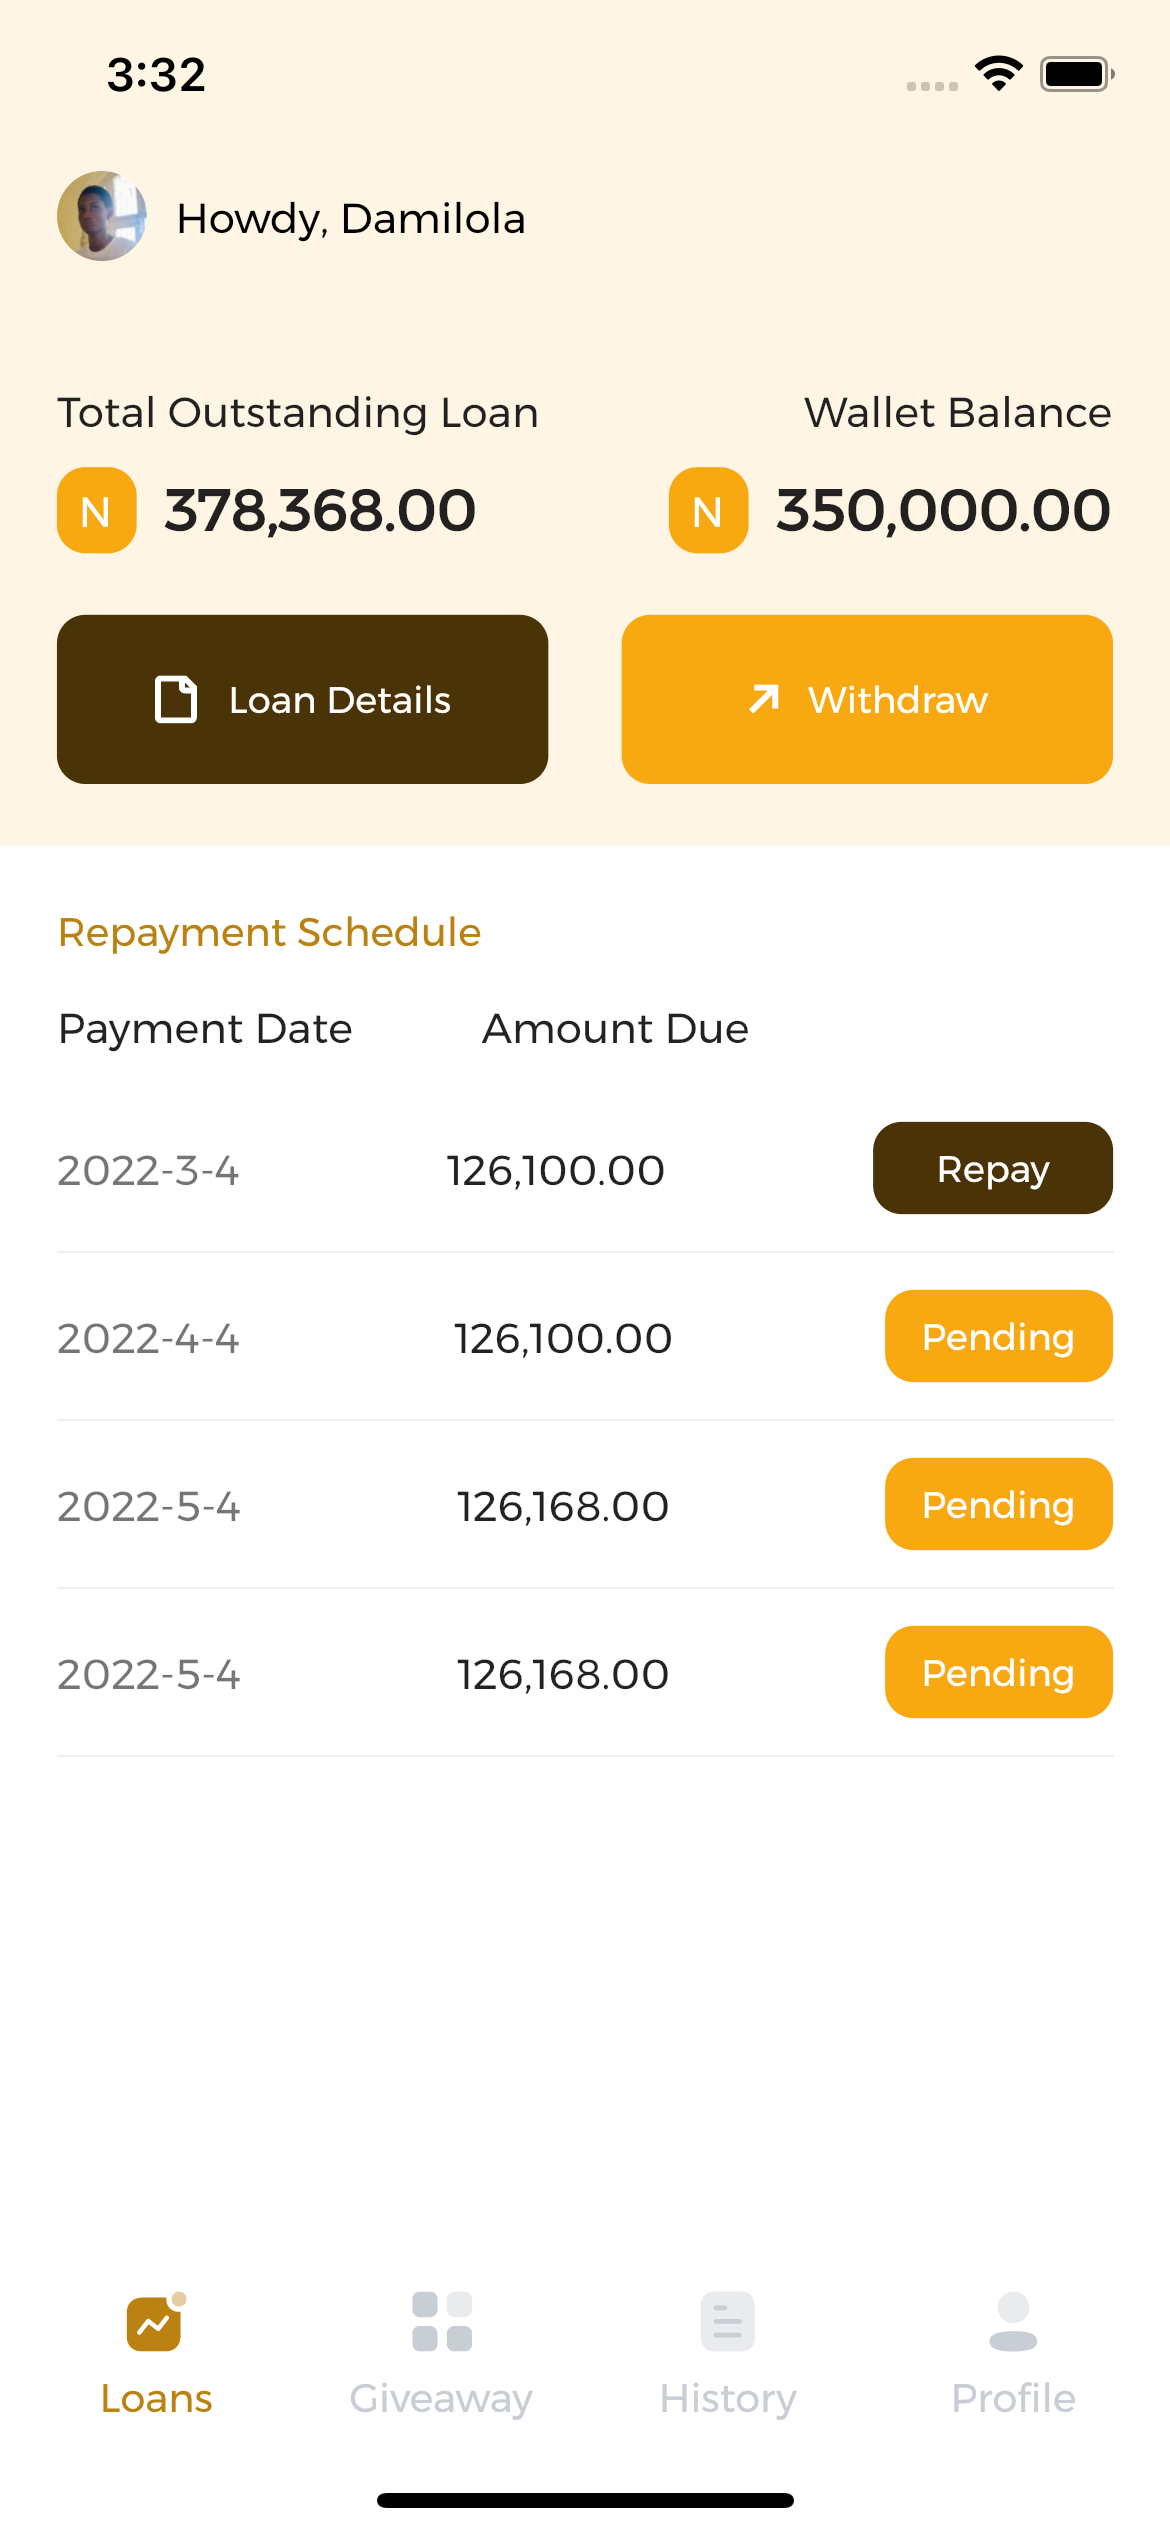 3:32
Howdy, Damilola
Total Outstanding Loan Wallet Balance
N 378,368.00 N 350,000.00
Loan Details Withdraw
Repayment Schedule
Payment Date Amount Due
2022-3-4 126,100.00 Repay
2022-4-4 126,100.00 Pending
2022-5-4 126,168.00 Pending
2022-5-4 126,168.00 Pending
Loans Giveaway History Profile